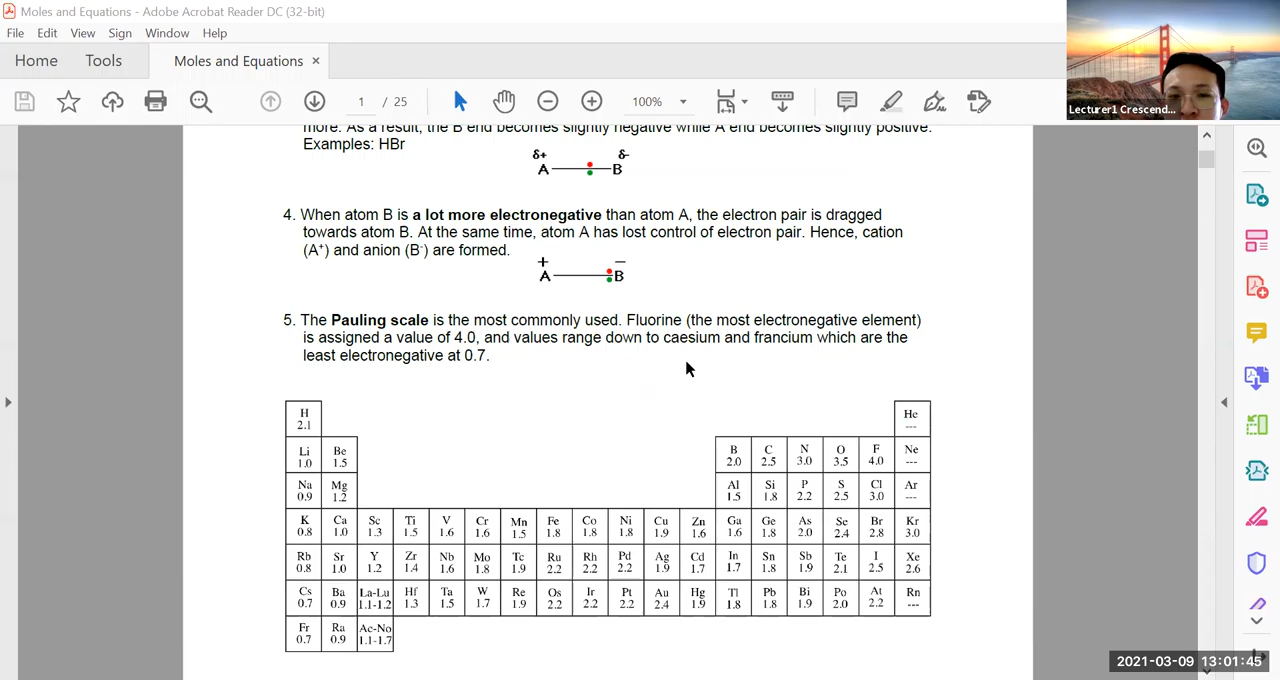 Moles and Equations - Adobe Acrobat Reader DC (32-bit)
File Edit View Sign Window Help
Home Tools Moles and Equations ×
1 / 25 100%
Lecturer1 Crescend...
more. As a result, the B end becomes slightly negative while A end becomes slightly positive.
Examples: HBr
δ+ δ-
A B
4. When atom B is a lot more electronegative than atom A, the electron pair is dragged
towards atom B. At the same time, atom A has lost control of electron pair. Hence, cation
(A⁺) and anion (B⁻) are formed.
+ −
A B
5. The Pauling scale is the most commonly used. Fluorine (the most electronegative element)
is assigned a value of 4.0, and values range down to caesium and francium which are the
least electronegative at 0.7.
H He
2.1 ---
Li Be B C N O F Ne
1.0 1.5 2.0 2.5 3.0 3.5 4.0 ---
Na Mg Al Si P S Cl Ar
0.9 1.2 1.5 1.8 2.2 2.5 3.0 ---
K Ca Sc Ti V Cr Mn Fe Co Ni Cu Zn Ga Ge As Se Br Kr
0.8 1.0 1.3 1.5 1.6 1.6 1.5 1.8 1.8 1.8 1.9 1.6 1.6 1.8 2.0 2.4 2.8 3.0
Rb Sr Y Zr Nb Mo Tc Ru Rh Pd Ag Cd In Sn Sb Te I Xe
0.8 1.0 1.2 1.4 1.6 1.8 1.9 2.2 2.2 2.2 1.9 1.7 1.7 1.8 1.9 2.1 2.5 2.6
Cs Ba La-Lu Hf Ta W Re Os Ir Pt Au Hg Tl Pb Bi Po At Rn
0.7 0.9 1.1-1.2 1.3 1.5 1.7 1.9 2.2 2.2 2.2 2.4 1.9 1.8 1.8 1.9 2.0 2.2 ---
Fr Ra Ac-No
0.7 0.9 1.1-1.7
2021-03-09 13:01:45